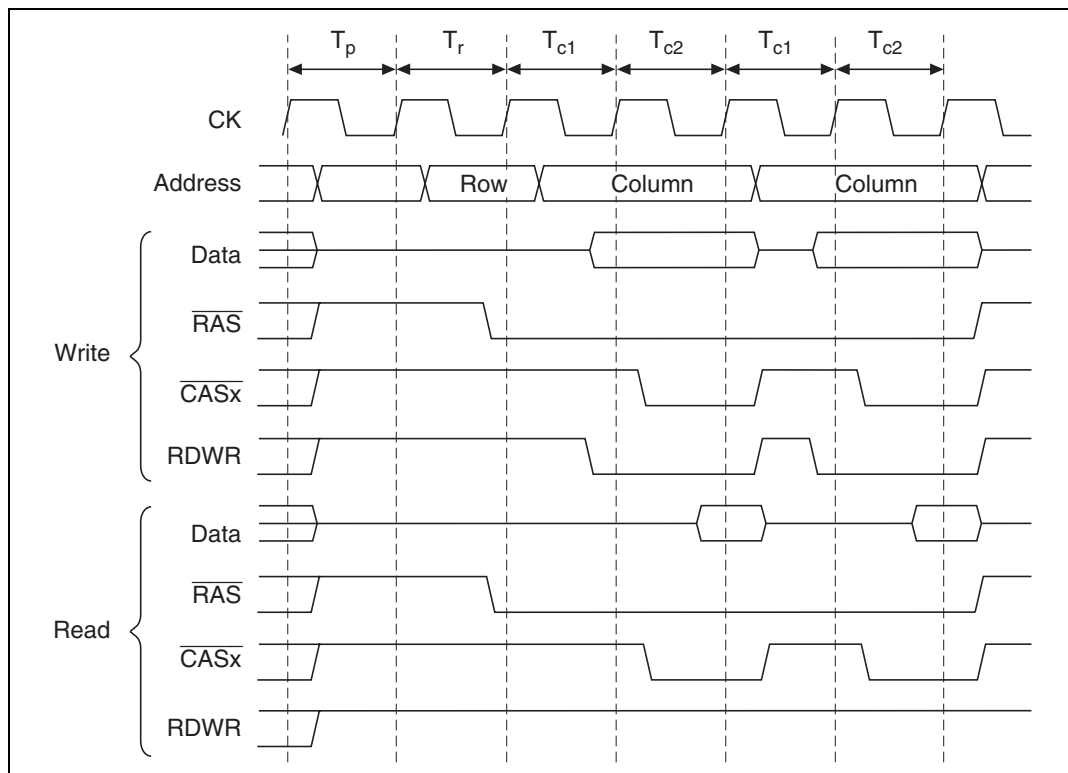 Tp Tr Tc1 Tc2 Tc1 Tc2
CK
Address Row Column Column
Data
RAS
Write
CASx
RDWR
Data
RAS
Read
CASx
RDWR